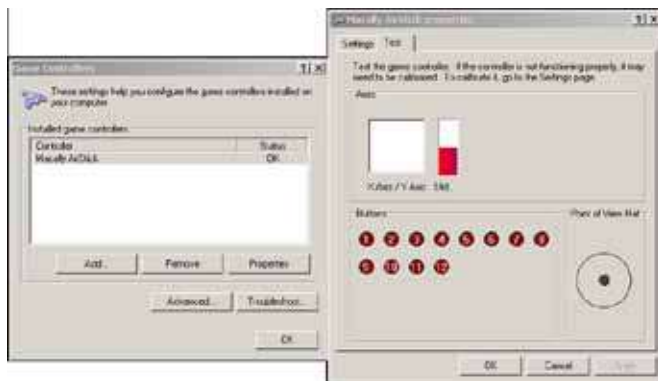 Game Controllers
These settings help you configure the game controllers installed on
your computer.
Installed game controllers
Controller Status
Macally AirStick OK
Add... Remove Properties
Advanced... Troubleshoot...
OK
Macally AirStick properties
Settings Test
Test the game controller. If the controller is not functioning properly, it may
need to be calibrated. To calibrate it, go to the Settings page.
Axes
X Axis / Y Axis
Buttons
Point of View Hat
1 2 3 4 5 6 7 8
9 10 11 12
OK Cancel Apply